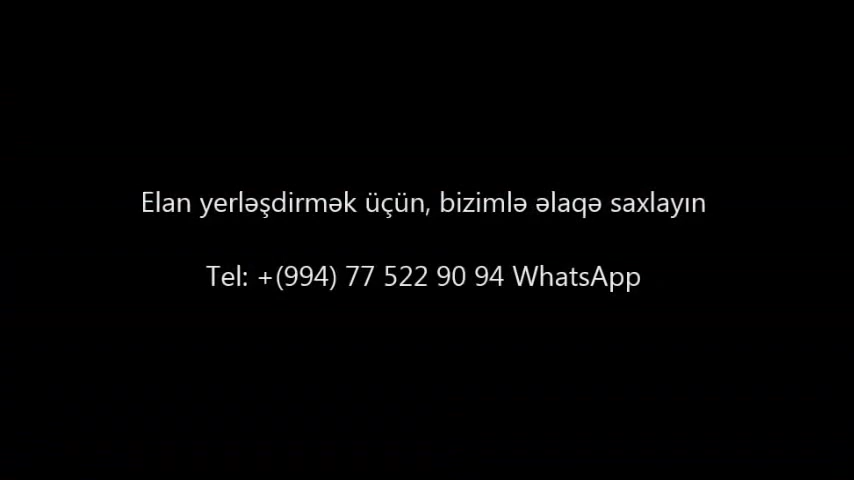 Elan yerləşdirmək üçün, bizimlə əlaqə saxlayın
Tel: +(994) 77 522 90 94 WhatsApp